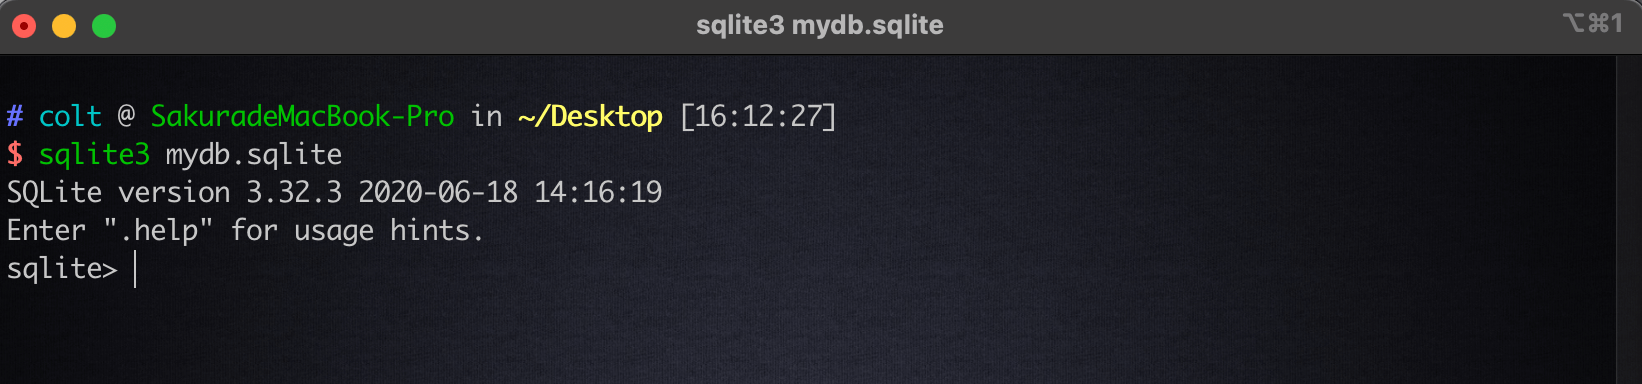 sqlite3 mydb.sqlite ⌥⌘1
# colt @ SakuradeMacBook-Pro in ~/Desktop [16:12:27]
$ sqlite3 mydb.sqlite
SQLite version 3.32.3 2020-06-18 14:16:19
Enter ".help" for usage hints.
sqlite>